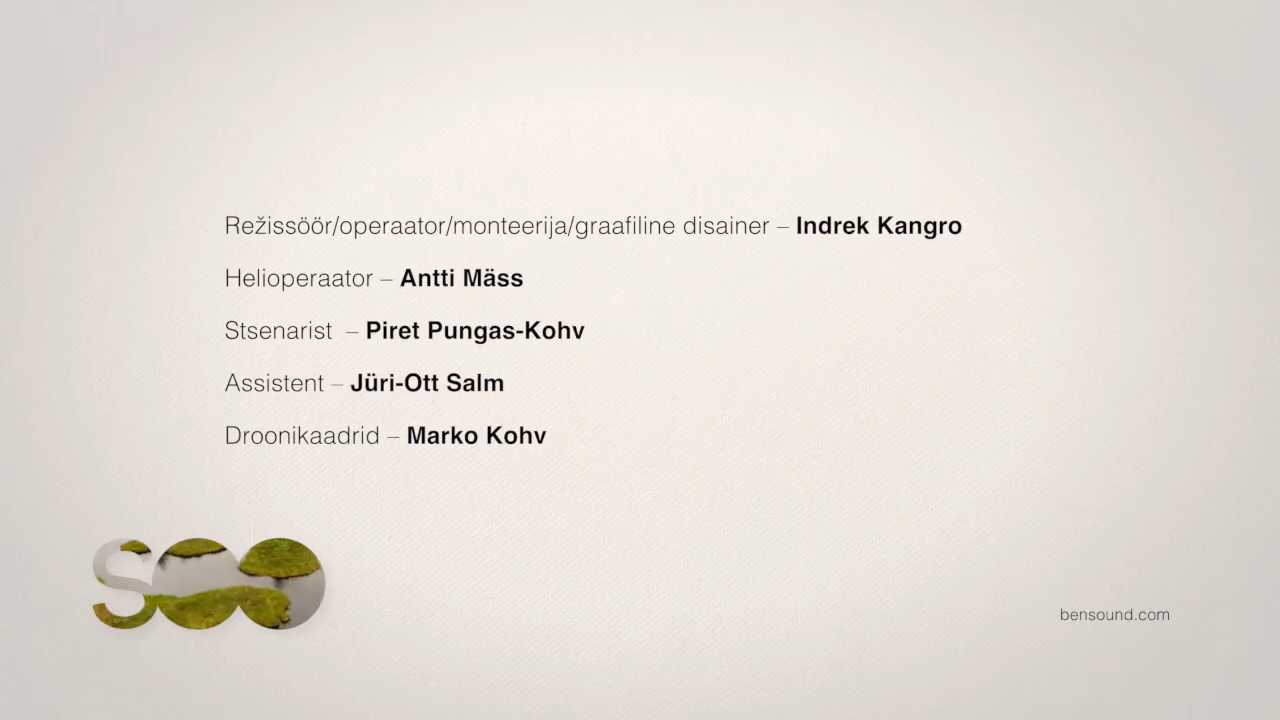 Režissöör/operaator/monteerija/graafiline disainer – Indrek Kangro
Helioperaator – Antti Mäss
Stsenarist – Piret Pungas-Kohv
Assistent – Jüri-Ott Salm
Droonikaadrid – Marko Kohv
soo
bensound.com